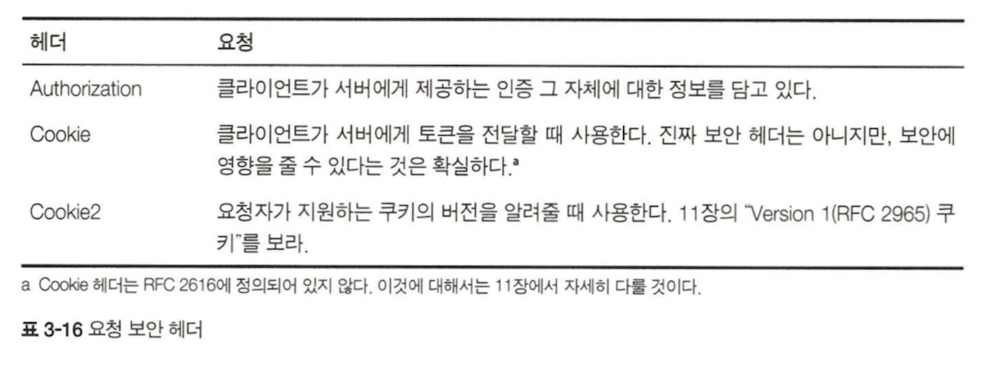 헤더 요청
Authorization 클라이언트가 서버에게 제공하는 인증 그 자체에 대한 정보를 담고 있다.
Cookie 클라이언트가 서버에게 토큰을 전달할 때 사용한다. 진짜 보안 헤더는 아니지만, 보안에
영향을 줄 수 있다는 것은 확실하다.a
Cookie2 요청자가 지원하는 쿠키의 버전을 알려줄 때 사용한다. 11장의 “Version 1(RFC 2965) 쿠
키”를 보라.
a Cookie 헤더는 RFC 2616에 정의되어 있지 않다. 이것에 대해서는 11장에서 자세히 다룰 것이다.
표 3-16 요청 보안 헤더